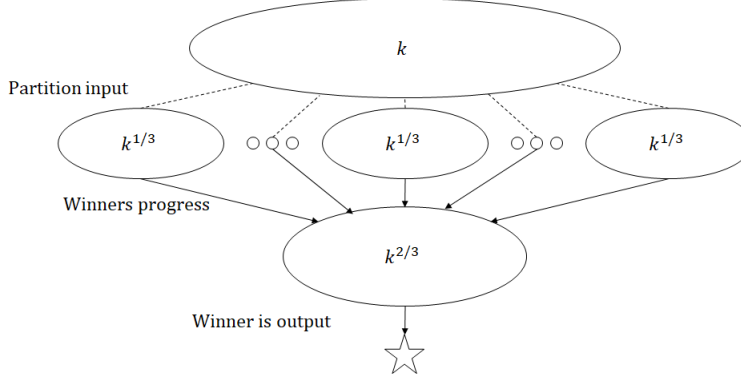 k
Partition input
k^{1/3}
k^{1/3}
k^{1/3}
Winners progress
k^{2/3}
Winner is output